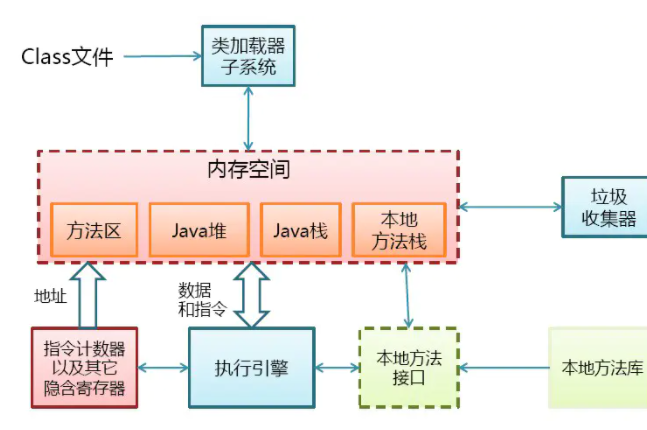 Class文件
类加载器
子系统
内存空间
方法区
Java堆
Java栈
本地
方法栈
垃圾
收集器
地址
数据
和指令
指令计数器
以及其它
隐含寄存器
执行引擎
本地方法
接口
本地方法库